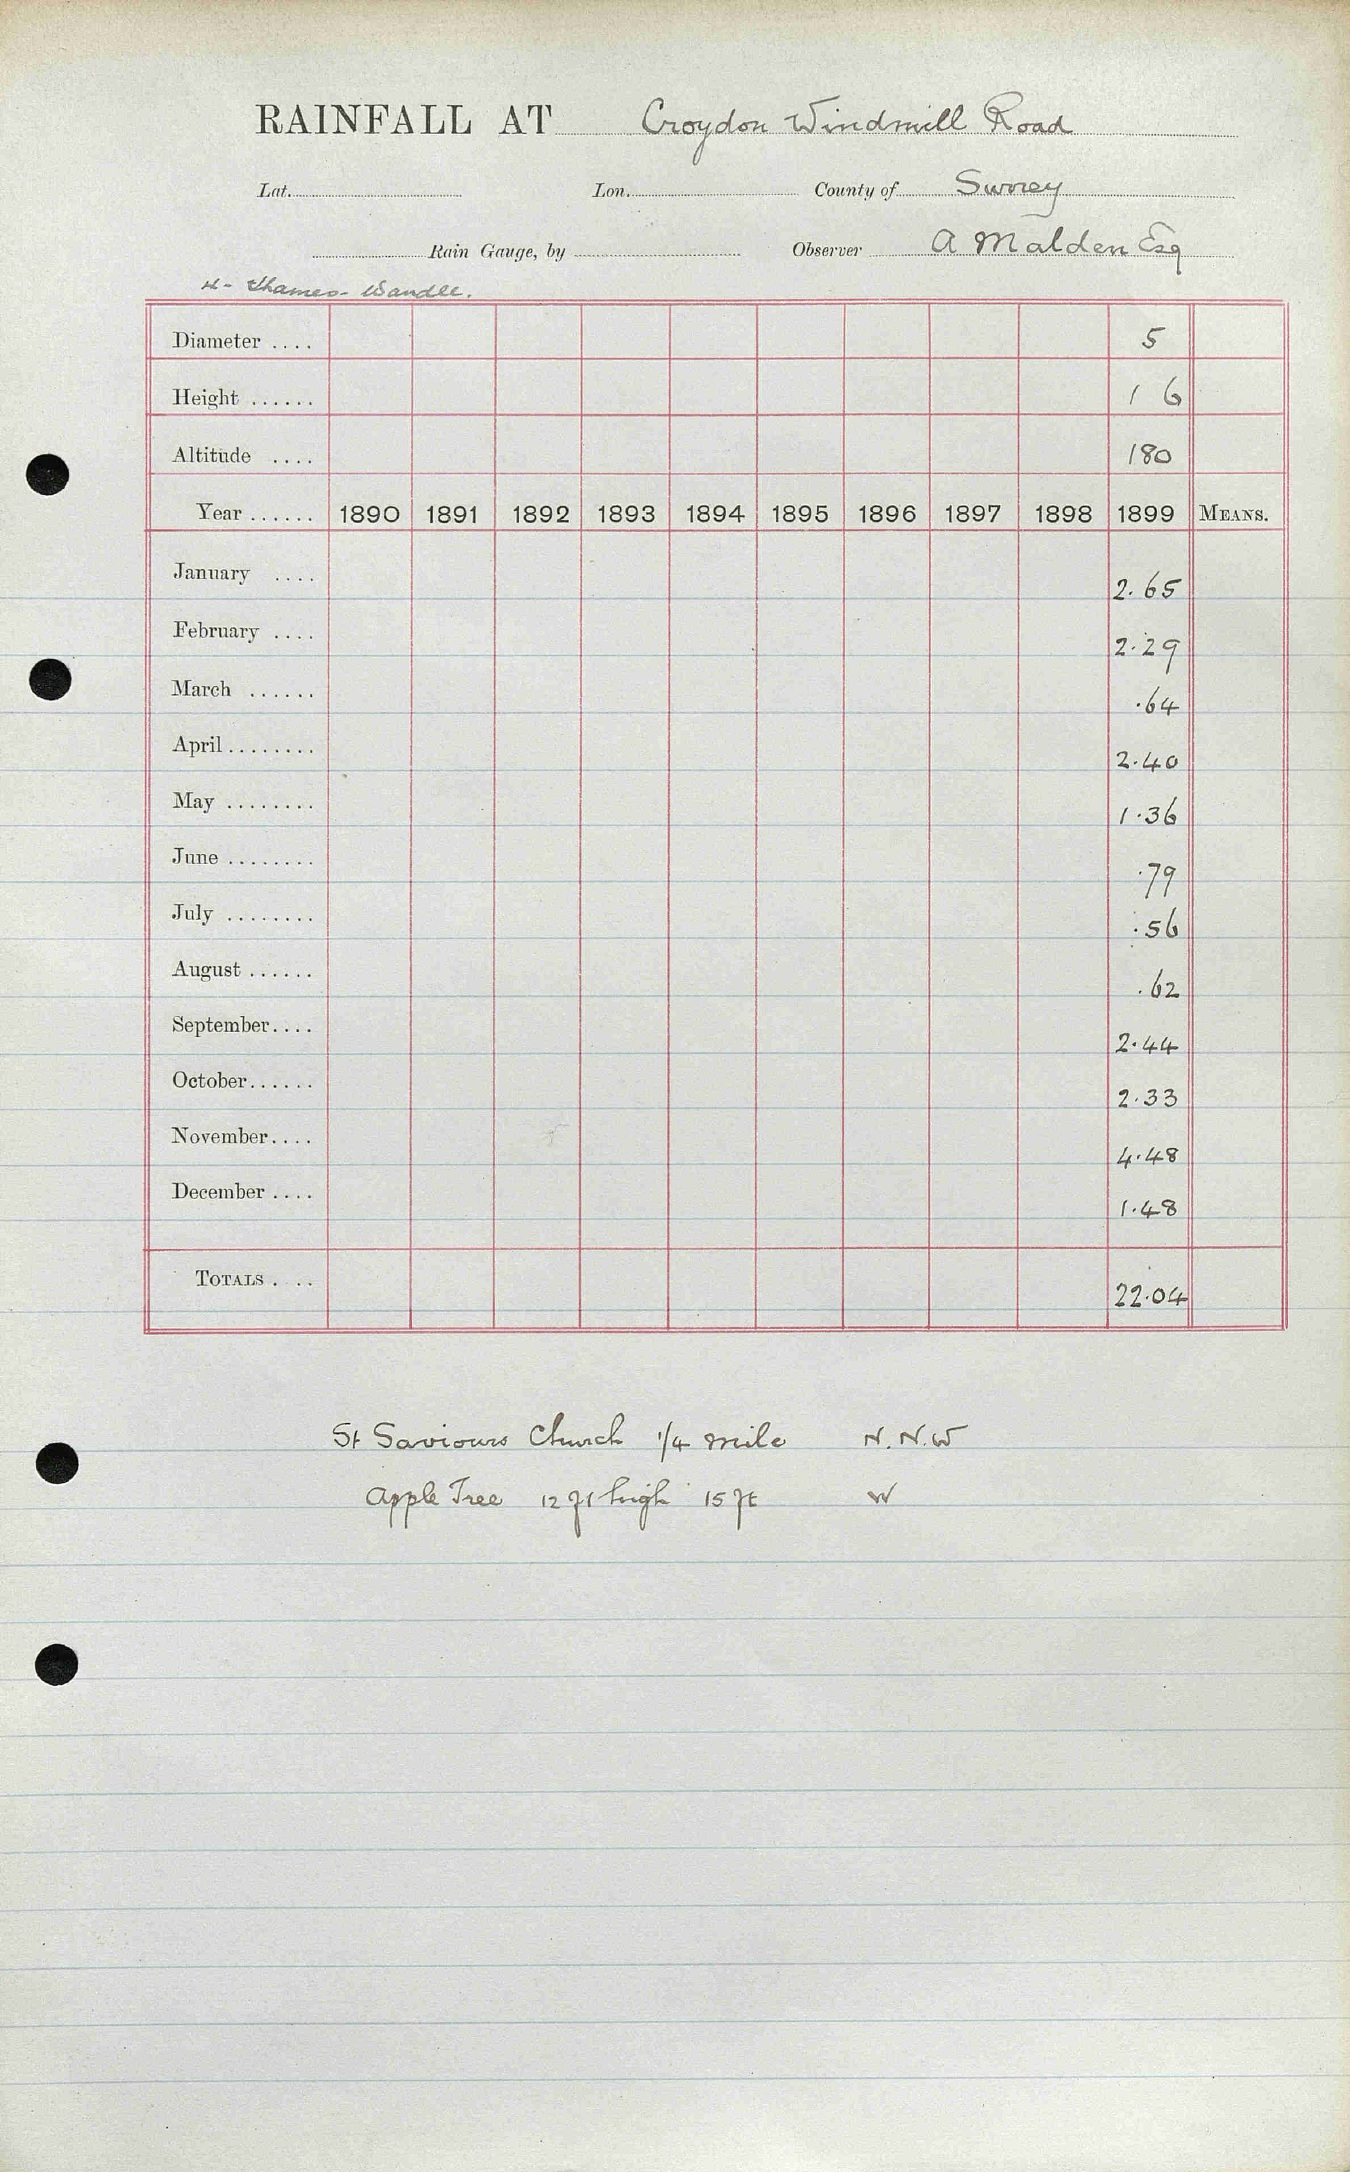 RAINFALL AT Croydon Windmill Road
Lat. Lon. County of Surrey
Rain Gauge, by Observer A Malden Esq
Thames - Wandle.
Diameter .... 5
Height ...... 1 6
Altitude .... 180
Year ...... 1890 1891 1892 1893 1894 1895 1896 1897 1898 1899 MEANS.
January .... 2.65
February .... 2.29
March ...... .64
April ........ 2.40
May ........ 1.36
June ........ .79
July ........ .56
August ...... .62
September .... 2.44
October ...... 2.33
November .... 4.48
December .... 1.48
TOTALS . .. 22.04
St Saviours Church 1/4 mile N.N.W
Apple Tree 12 ft high 15 ft W